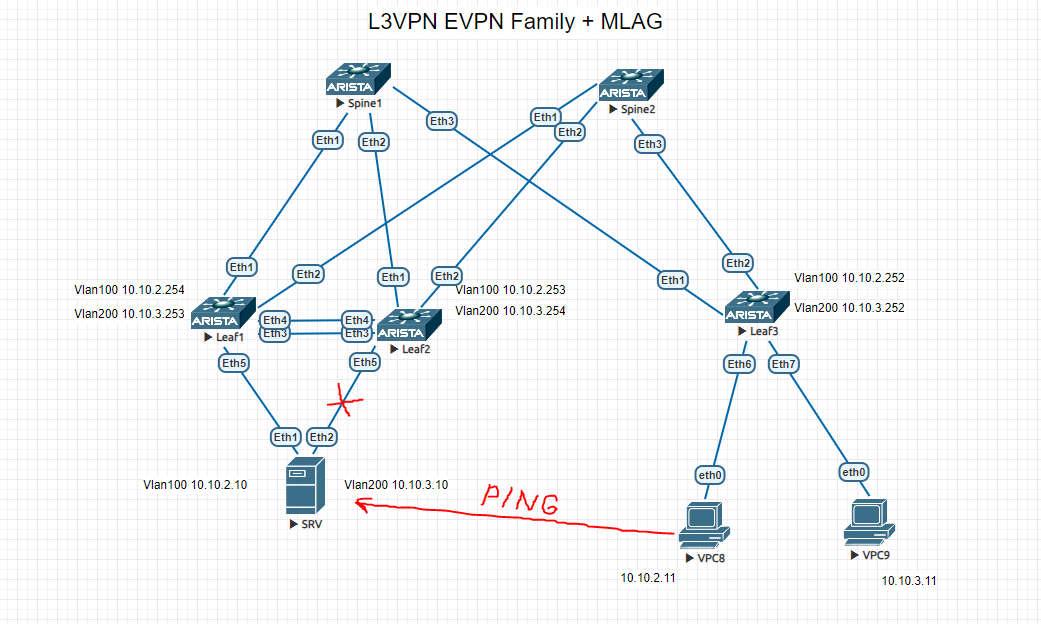 L3VPN EVPN Family + MLAG
ARISTA
Spine1
ARISTA
Spine2
Eth1
Eth2
Eth3
Eth1
Eth2
Eth3
Eth1
Eth2
Eth1
Eth2
Eth1
Eth2
Vlan100 10.10.2.254
Vlan200 10.10.3.253
Vlan100 10.10.2.253
Vlan200 10.10.3.254
Vlan100 10.10.2.252
Vlan200 10.10.3.252
ARISTA
Leaf1
Eth4
Eth3
Eth4
Eth3
ARISTA
Leaf2
ARISTA
Leaf3
Eth5
Eth5
Eth6
Eth7
Eth1
Eth2
Vlan100 10.10.2.10
Vlan200 10.10.3.10
SRV
PING
eth0
eth0
VPC8
VPC9
10.10.2.11
10.10.3.11